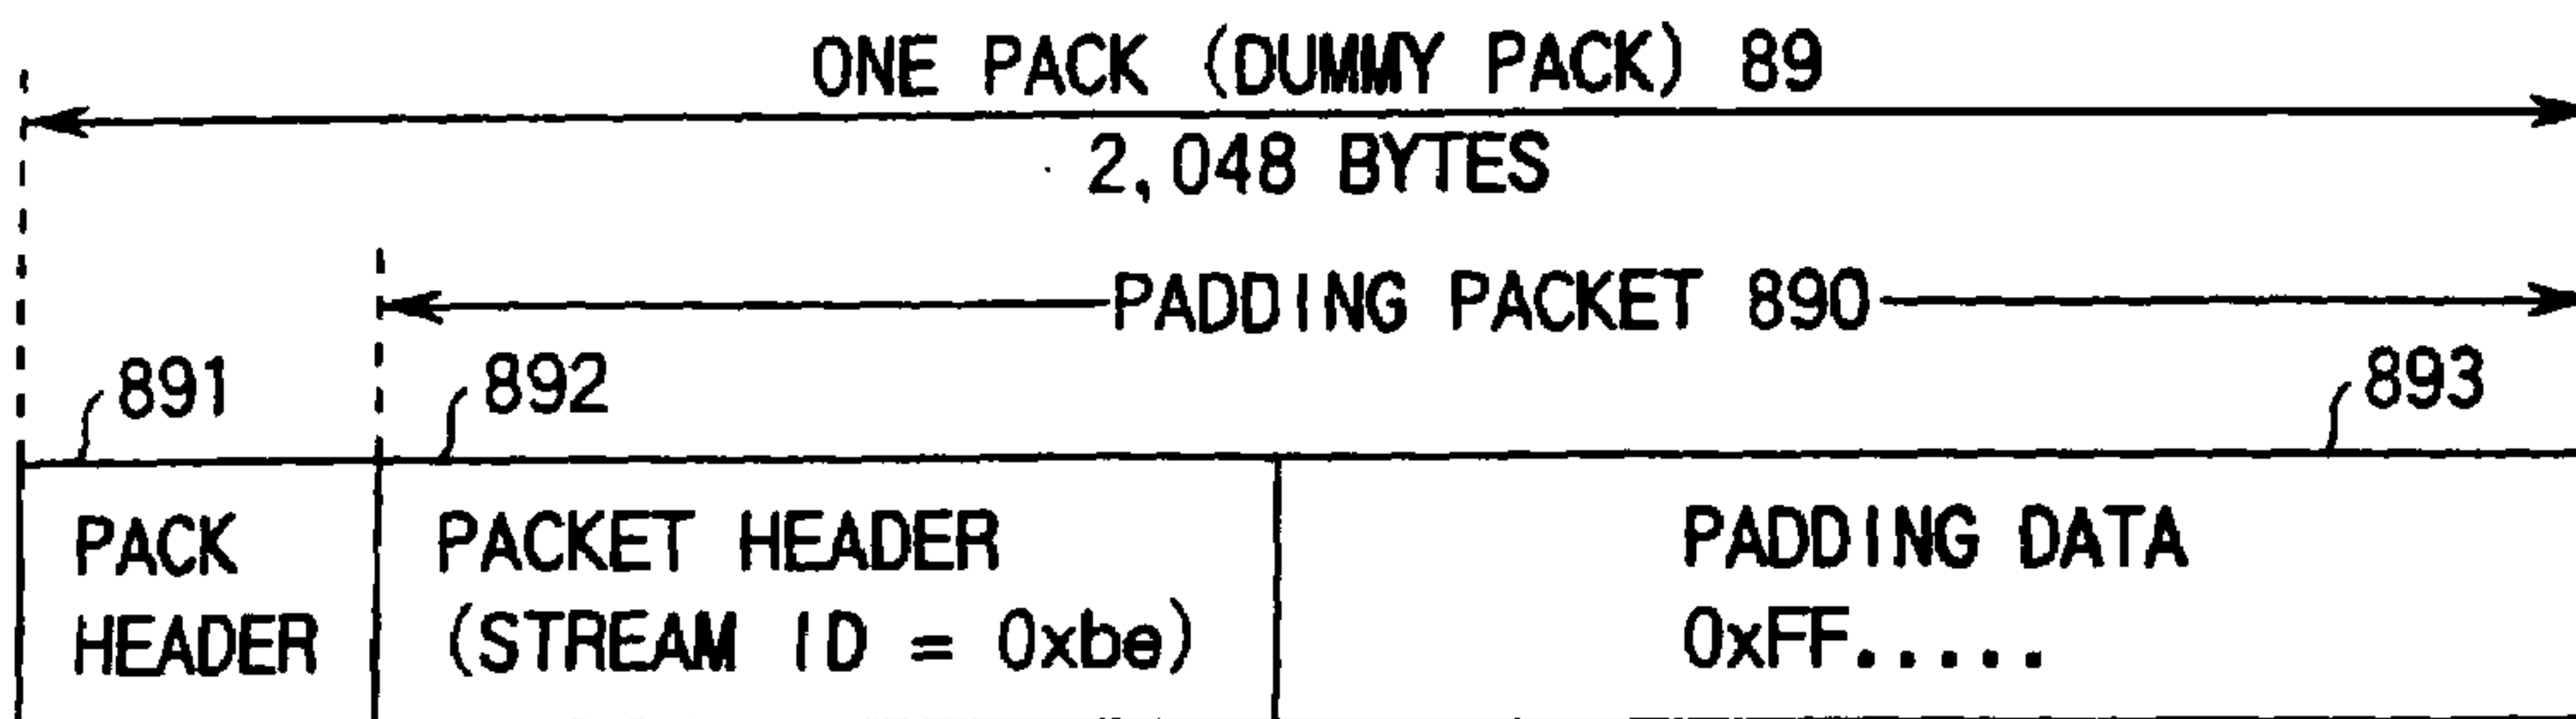 ONE PACK (DUMMY PACK) 89
2,048 BYTES
PADDING PACKET 890
891
892
893
PACK
HEADER
PACKET HEADER
(STREAM ID = 0xbe)
PADDING DATA
0xFF.....